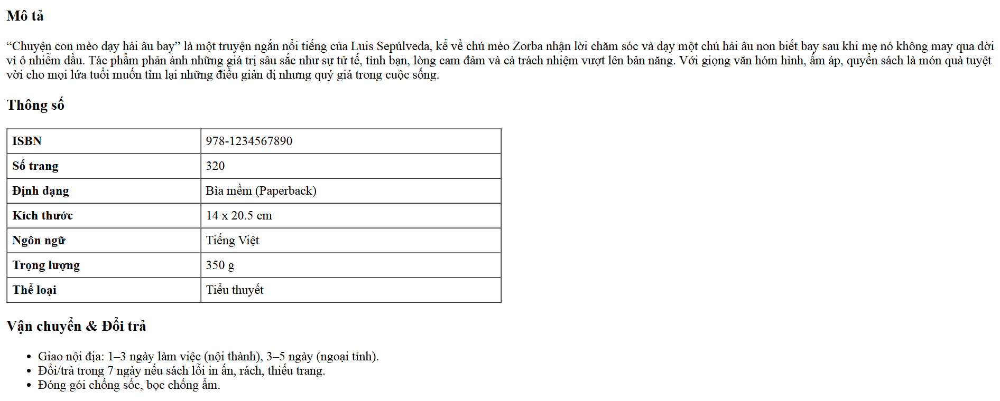 Mô tả
“Chuyện con mèo dạy hải âu bay” là một truyện ngắn nổi tiếng của Luis Sepúlveda, kể về chú mèo Zorba nhận lời chăm sóc và dạy một chú hải âu non biết bay sau khi mẹ nó không may qua đời
vì ô nhiễm dầu. Tác phẩm phản ánh những giá trị sâu sắc như sự tử tế, tình bạn, lòng cam đảm và cả trách nhiệm vượt lên bản năng. Với giọng văn hóm hỉnh, ấm áp, quyển sách là món quà tuyệt
vời cho mọi lứa tuổi muốn tìm lại những điều giản dị nhưng quý giá trong cuộc sống.
Thông số
ISBN 978-1234567890
Số trang 320
Định dạng Bìa mềm (Paperback)
Kích thước 14 x 20.5 cm
Ngôn ngữ Tiếng Việt
Trọng lượng 350 g
Thể loại Tiểu thuyết
Vận chuyển & Đổi trả
• Giao nội địa: 1–3 ngày làm việc (nội thành), 3–5 ngày (ngoại tỉnh).
• Đổi/trả trong 7 ngày nếu sách lỗi in ấn, rách, thiếu trang.
• Đóng gói chống sốc, bọc chống ẩm.